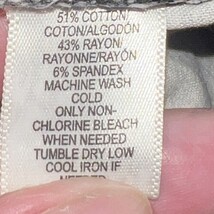 51% COTTON/
COTON/ALGODÓN
43% RAYON/
RAYONNE/RAYÓN
6% SPANDEX
MACHINE WASH
COLD
ONLY NON-
CHLORINE BLEACH
WHEN NEEDED
TUMBLE DRY LOW
COOL IRON IF
NEEDED